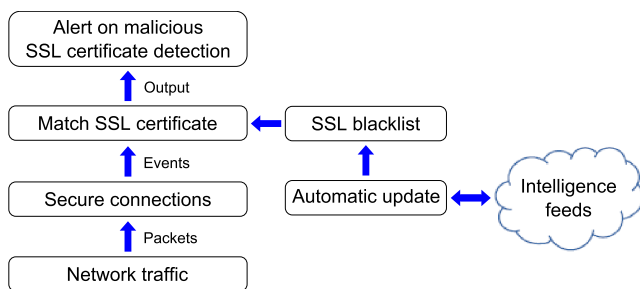 Alert on malicious
SSL certificate detection
Output
Match SSL certificate
SSL blacklist
Events
Secure connections
Automatic update
Intelligence
feeds
Packets
Network traffic